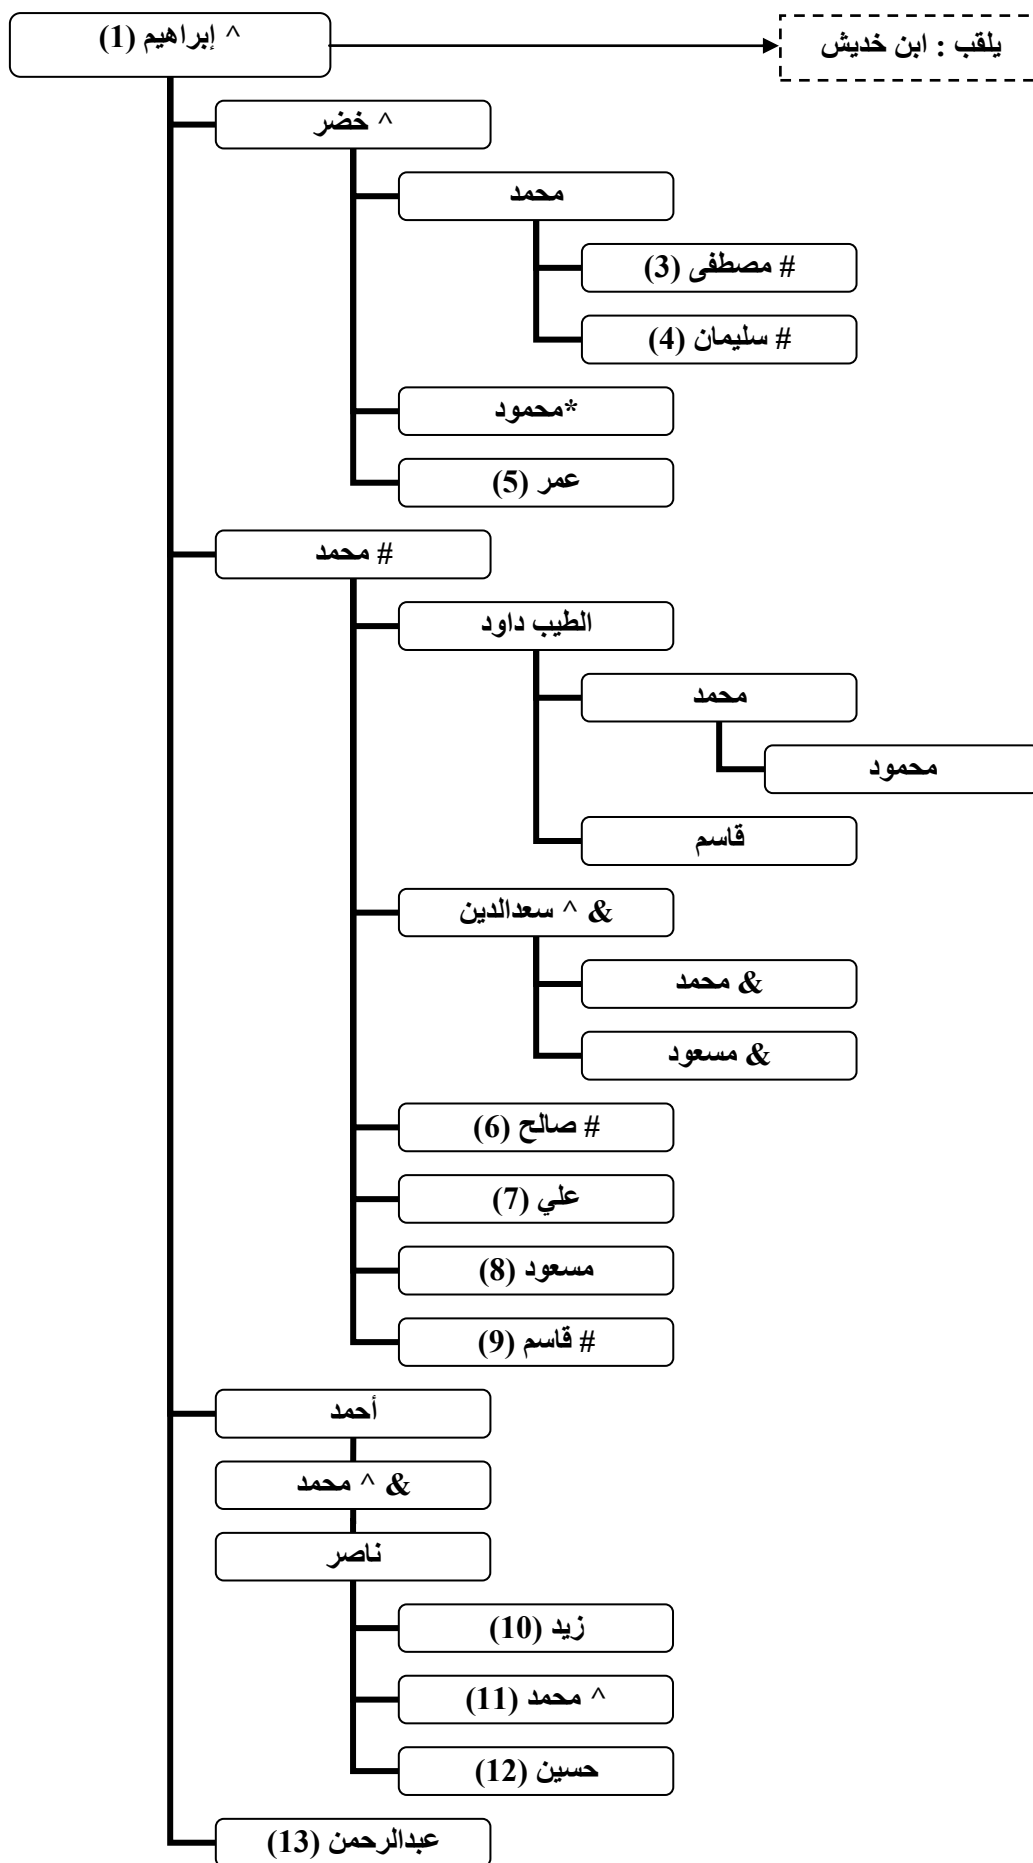 ^ إبراهيم (1)
يلقب : ابن خديش
^ خضر
محمد
# مصطفى (3)
# سليمان (4)
*محمود
عمر (5)
# محمد
الطيب داود
محمد
محمود
قاسم
& ^ سعدالدين
& محمد
& مسعود
# صالح (6)
علي (7)
مسعود (8)
# قاسم (9)
أحمد
& ^ محمد
ناصر
زيد (10)
^ محمد (11)
حسين (12)
عبدالرحمن (13)